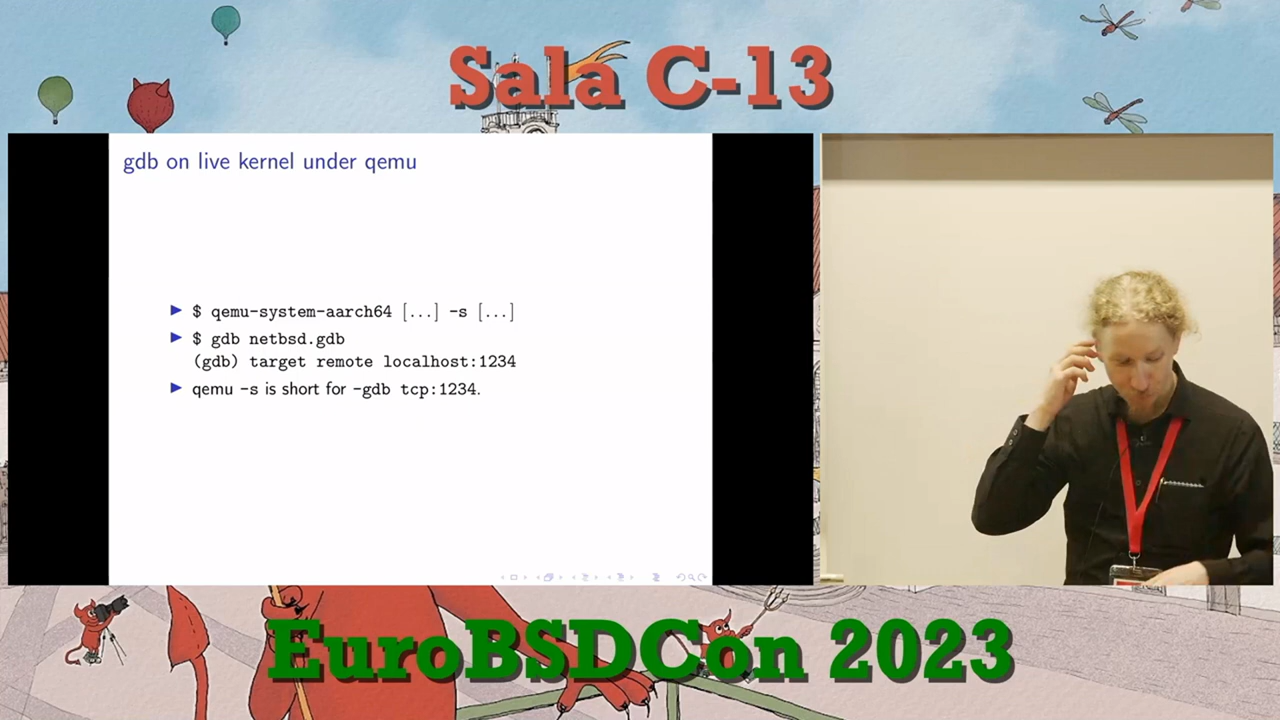 Sala C-13
gdb on live kernel under qemu
$ qemu-system-aarch64 [...] -s [...]
$ gdb netbsd.gdb
(gdb) target remote localhost:1234
qemu -s is short for -gdb tcp:1234.
EuroBSDCon 2023